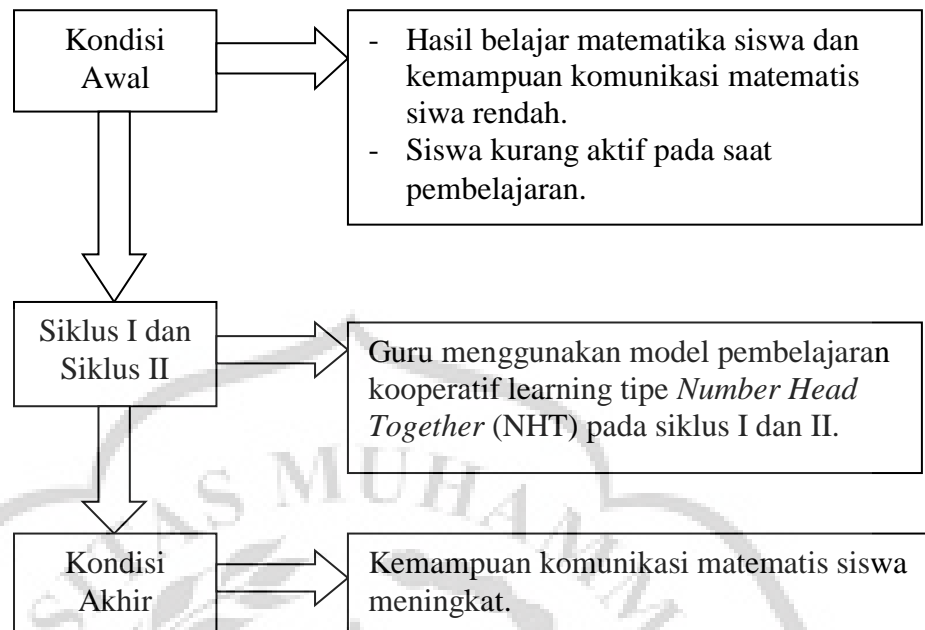 Kondisi
Awal
- Hasil belajar matematika siswa dan
kemampuan komunikasi matematis
siwa rendah.
- Siswa kurang aktif pada saat
pembelajaran.
Siklus I dan
Siklus II
Guru menggunakan model pembelajaran
kooperatif learning tipe Number Head
Together (NHT) pada siklus I dan II.
Kondisi
Akhir
Kemampuan komunikasi matematis siswa
meningkat.
SITAS MUHAMM